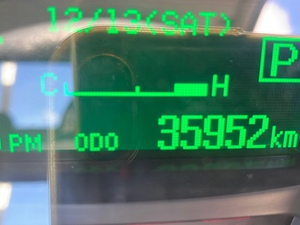 12/13(SAT)
P
C H
PM ODO 35952km